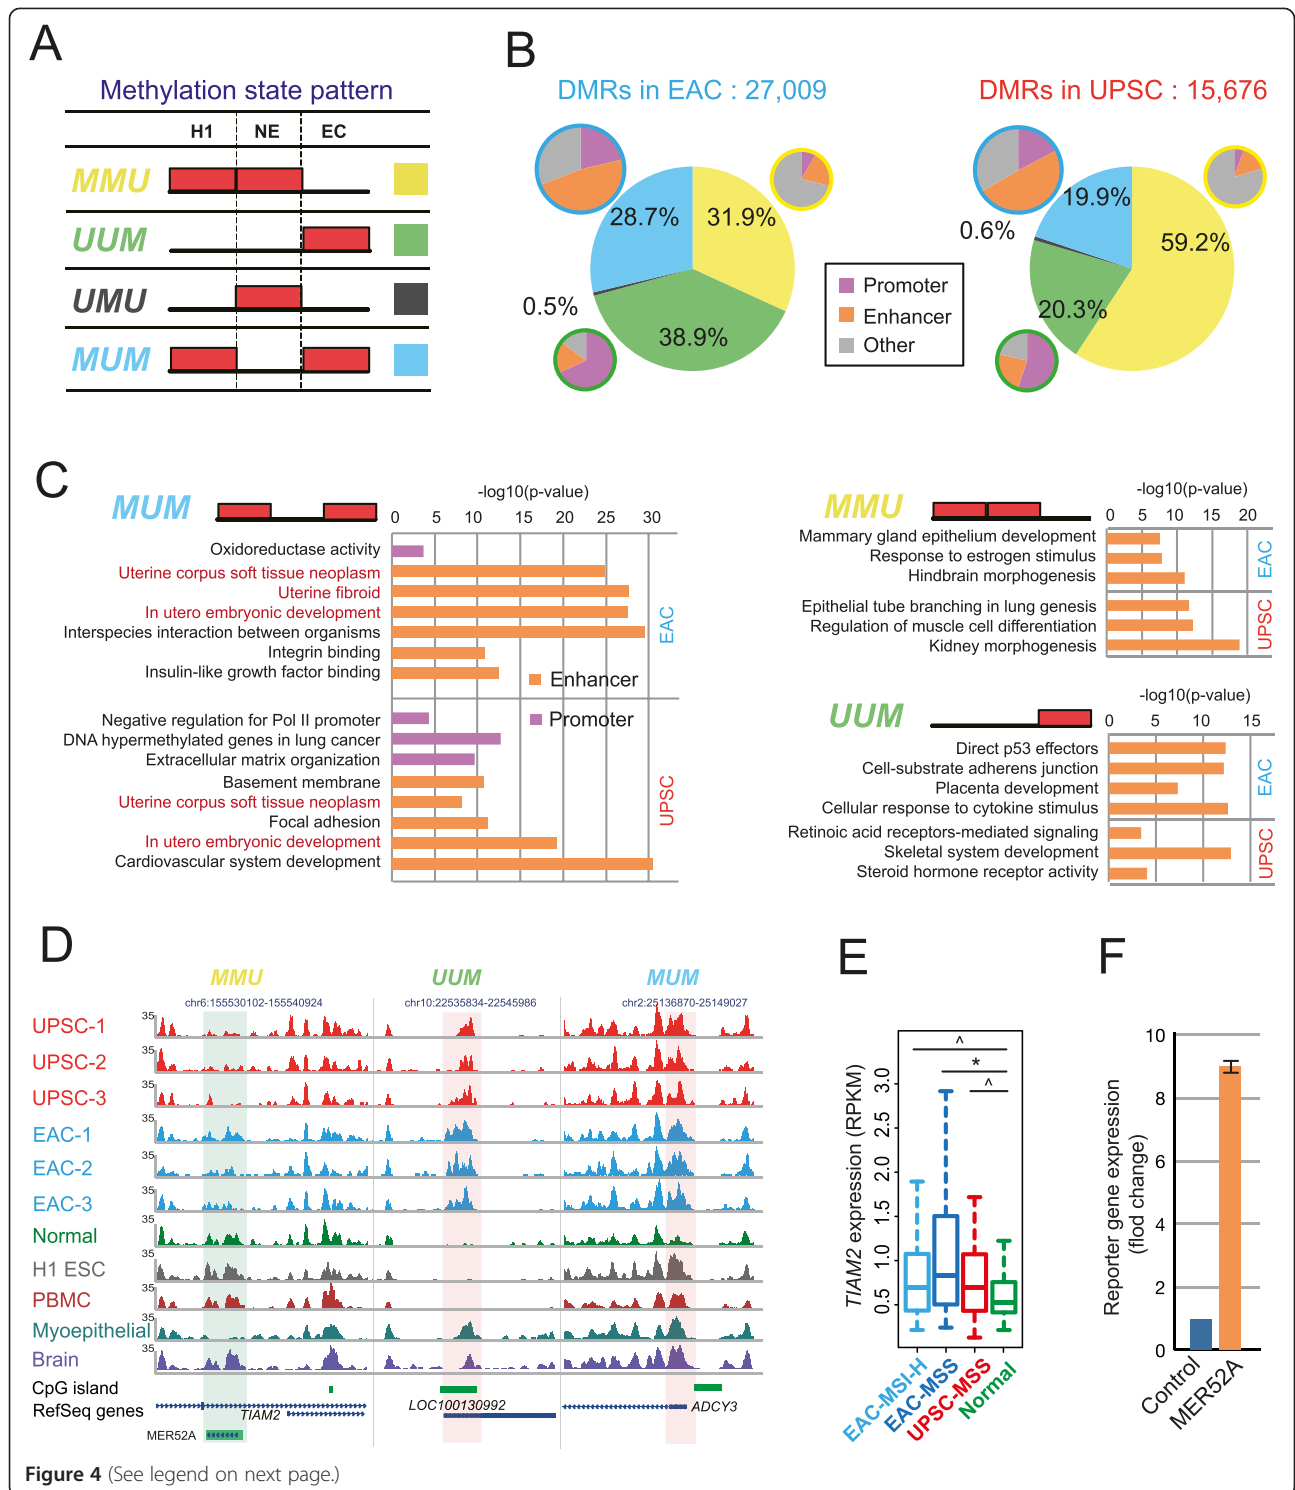 A
Methylation state pattern
H1 NE EC
MMU
UUM
UMU
MUM
B
DMRs in EAC : 27,009
28.7%
31.9%
0.5%
38.9%
Promoter
Enhancer
Other
DMRs in UPSC : 15,676
19.9%
0.6%
59.2%
20.3%
C
MUM
-log10(p-value)
0 5 10 15 20 25 30
Oxidoreductase activity
Uterine corpus soft tissue neoplasm
Uterine fibroid
In utero embryonic development
Interspecies interaction between organisms
Integrin binding
Insulin-like growth factor binding
EAC
Enhancer
Promoter
Negative regulation for Pol II promoter
DNA hypermethylated genes in lung cancer
Extracellular matrix organization
Basement membrane
Uterine corpus soft tissue neoplasm
Focal adhesion
In utero embryonic development
Cardiovascular system development
UPSC
MMU
-log10(p-value)
0 5 10 15 20
Mammary gland epithelium development
Response to estrogen stimulus
Hindbrain morphogenesis
EAC
Epithelial tube branching in lung genesis
Regulation of muscle cell differentiation
Kidney morphogenesis
UPSC
UUM
-log10(p-value)
0 5 10 15
Direct p53 effectors
Cell-substrate adherens junction
Placenta development
Cellular response to cytokine stimulus
EAC
Retinoic acid receptors-mediated signaling
Skeletal system development
Steroid hormone receptor activity
UPSC
D
MMU UUM MUM
chr6:155530102-155540924 chr10:22535834-22545986 chr2:25136870-25149027
UPSC-1 35
UPSC-2 35
UPSC-3 35
EAC-1 35
EAC-2 35
EAC-3 35
Normal 35
H1 ESC 35
PBMC 35
Myoepithelial 35
Brain 35
CpG island
RefSeq genes
TIAM2 LOC100130992 ADCY3
MER52A
E
TIAM2 expression (RPKM)
3.0
2.5
2.0
1.5
1.0
0.5
^
*
^
EAC-MSI-H
EAC-MSS
UPSC-MSS
Normal
F
Reporter gene expression
(flod change)
10
8
6
4
2
0
Control
MER52A
Figure 4 (See legend on next page.)